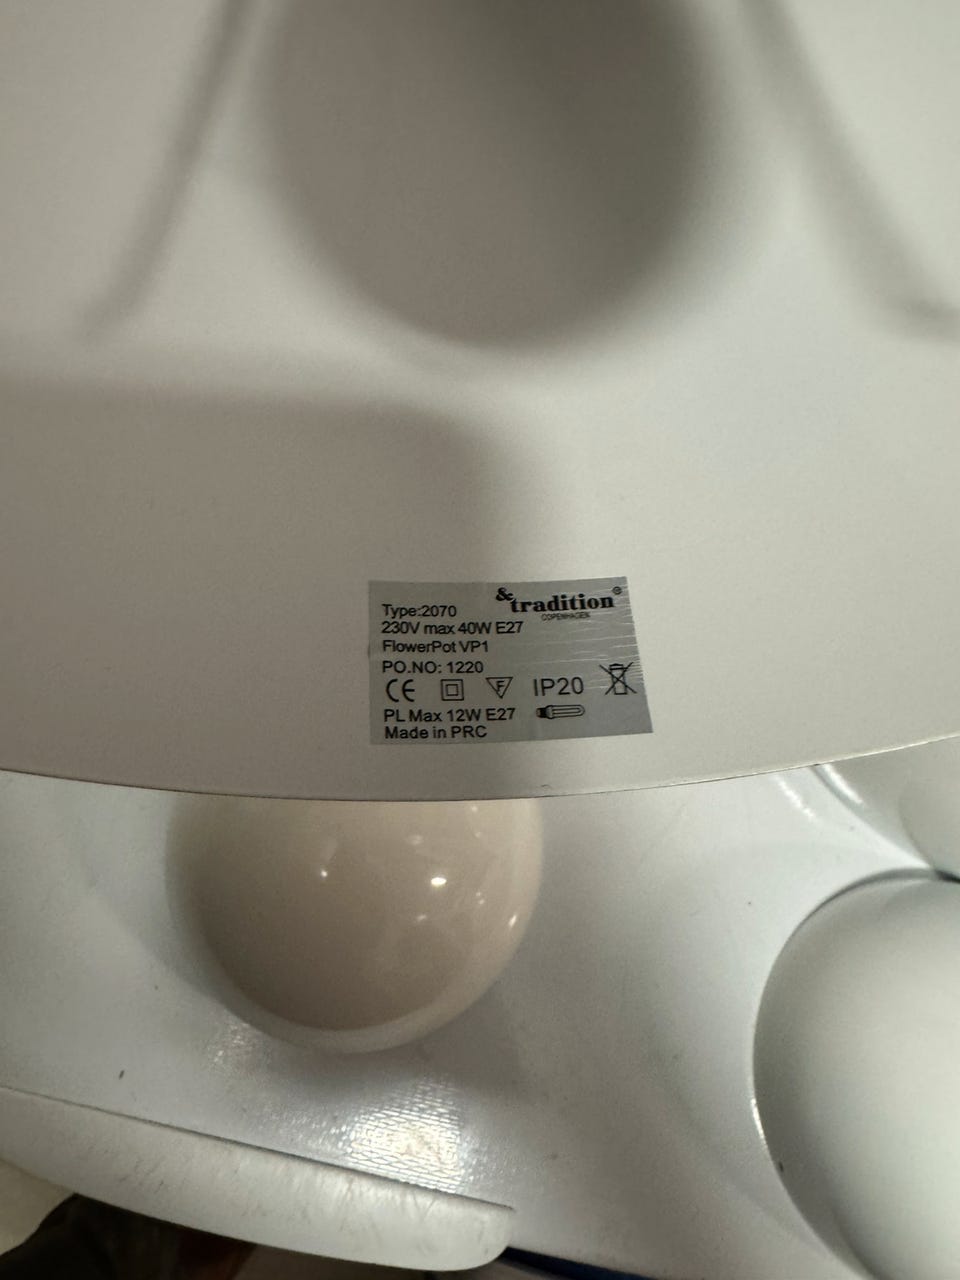 &tradition®
COPENHAGEN
Type:2070
230V max 40W E27
FlowerPot VP1
PO.NO: 1220
CE F IP20
PL Max 12W E27
Made in PRC